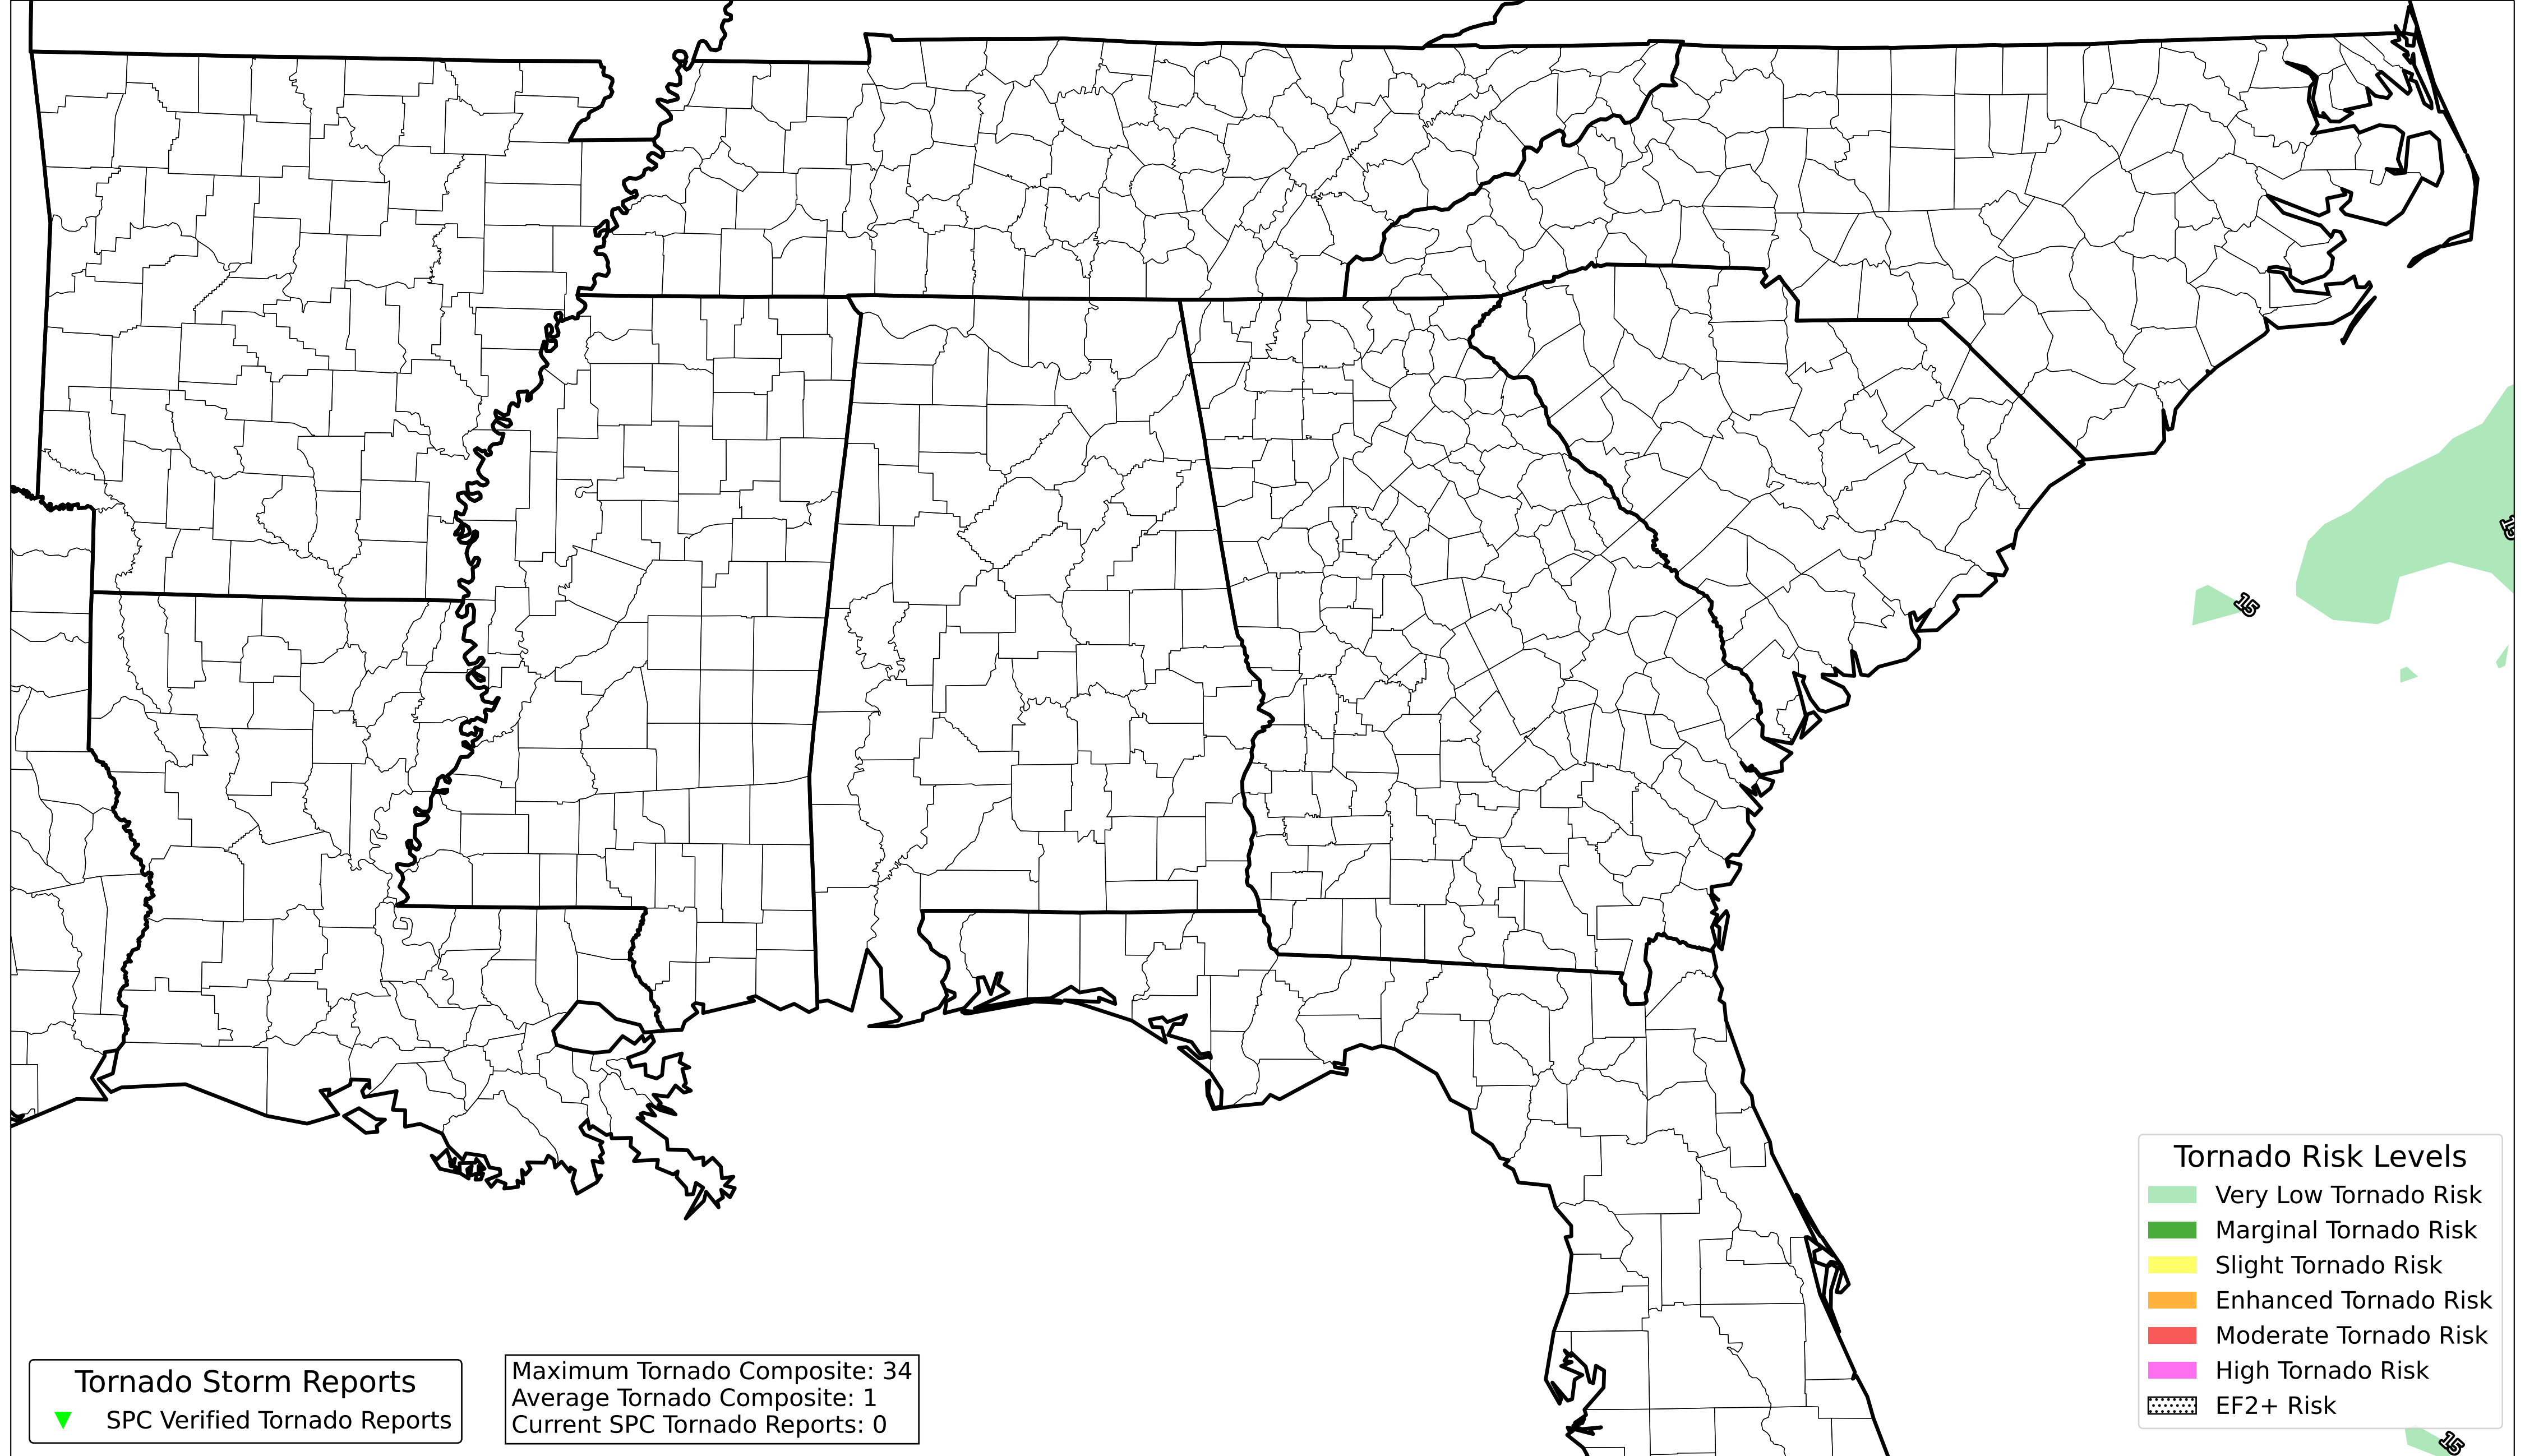 15
15
Tornado Risk Levels
Very Low Tornado Risk
Marginal Tornado Risk
Slight Tornado Risk
Enhanced Tornado Risk
Moderate Tornado Risk
High Tornado Risk
EF2+ Risk
Tornado Storm Reports
SPC Verified Tornado Reports
Maximum Tornado Composite: 34
Average Tornado Composite: 1
Current SPC Tornado Reports: 0
15